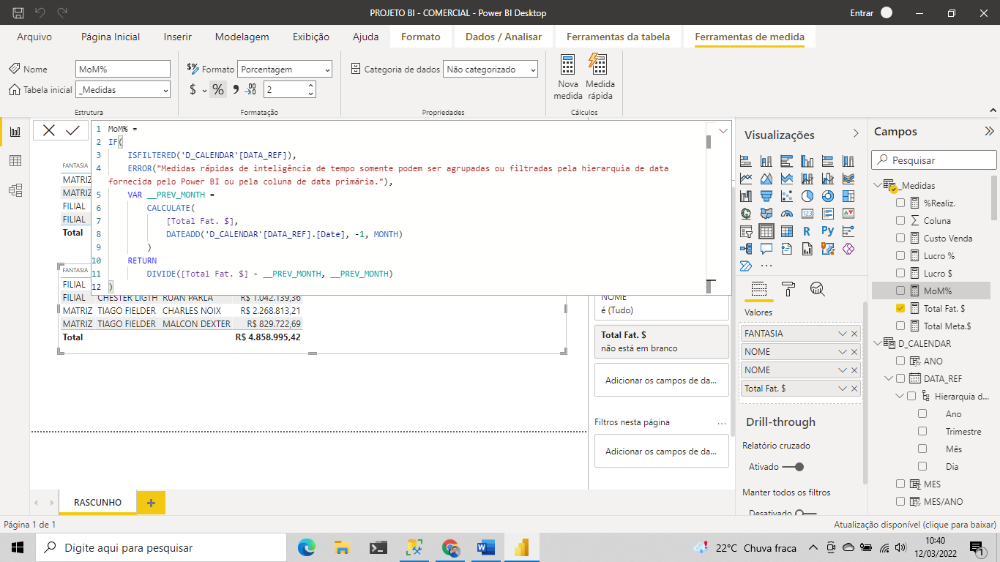 PROJETO BI - COMERCIAL - Power BI Desktop
Entrar
Arquivo
Página Inicial
Inserir
Modelagem
Exibição
Ajuda
Formato
Dados / Analisar
Ferramentas da tabela
Ferramentas de medida
Nome
MoM%
Formato
Porcentagem
Categoria de dados
Não categorizado
Nova
medida
Medida
rápida
Tabela inicial
_Medidas
$
%
2
Estrutura
Formatação
Propriedades
Cálculos
1 MoM% =
2 IF(
3 ISFILTERED('D_CALENDAR'[DATA_REF]),
4 ERROR("Medidas rápidas de inteligência de tempo somente podem ser agrupadas ou filtradas pela hierarquia de data
fornecida pelo Power BI ou pela coluna de data primária."),
5 VAR __PREV_MONTH =
6 CALCULATE(
7 [Total Fat. $],
8 DATEADD('D_CALENDAR'[DATA_REF].[Date], -1, MONTH)
9 )
10 RETURN
11 DIVIDE([Total Fat. $] - __PREV_MONTH, __PREV_MONTH)
12 )
FANTASIA
MATRIZ
MATRIZ
FILIAL
FILIAL
Total
FANTASIA
FILIAL
FILIAL CHESTER LIGTH RUAN PARLA R$ 1.042.139,36
MATRIZ TIAGO FIELDER CHARLES NOIX R$ 2.268.813,21
MATRIZ TIAGO FIELDER MALCON DEXTER R$ 829.722,69
Total R$ 4.858.995,42
NOME
é (Tudo)
Total Fat. $
não está em branco
Adicionar os campos de da...
Filtros nesta página
...
Adicionar os campos de da...
Visualizações
123
R
Py
...
Valores
FANTASIA
NOME
NOME
Total Fat. $
Drill-through
Relatório cruzado
Ativado
Manter todos os filtros
Desativado
Campos
Pesquisar
_Medidas
%Realiz.
Coluna
Custo Venda
Lucro %
Lucro $
MoM%
Total Fat. $
Total Meta.$
D_CALENDAR
ANO
DATA_REF
Hierarquia d...
Ano
Trimestre
Mês
Dia
MES
MES/ANO
RASCUNHO
+
Página 1 de 1
Atualização disponível (clique para baixar)
Digite aqui para pesquisar
22°C Chuva fraca
10:40
12/03/2022
1